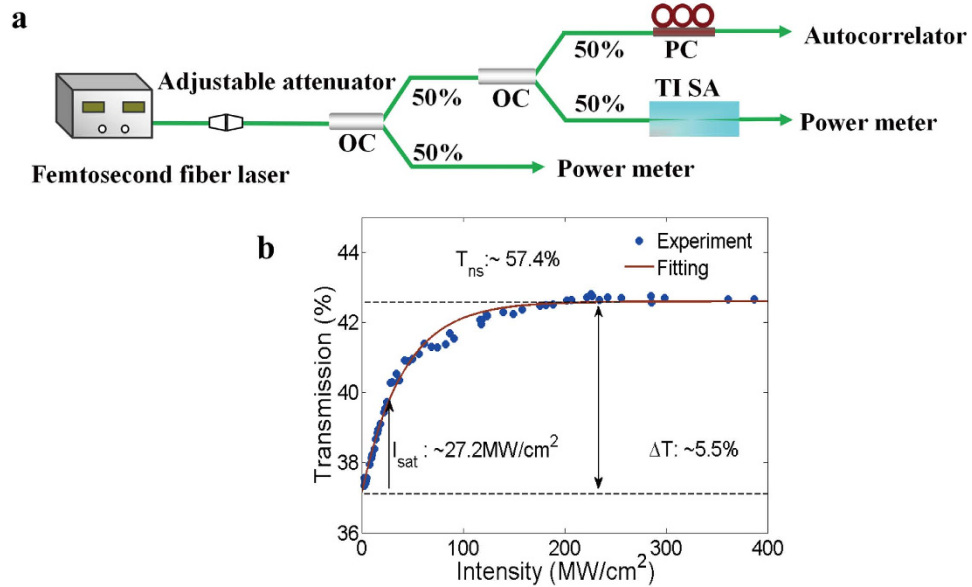 a
50%
PC
Autocorrelator
Adjustable attenuator
50%
OC
50%
TI SA
Power meter
OC
50%
Power meter
Femtosecond fiber laser
b
Transmission (%)
44
42
40
38
36
T_ns:~ 57.4%
Experiment
Fitting
I_sat : ~27.2MW/cm²
ΔT: ~5.5%
0
100
200
300
400
Intensity (MW/cm²)